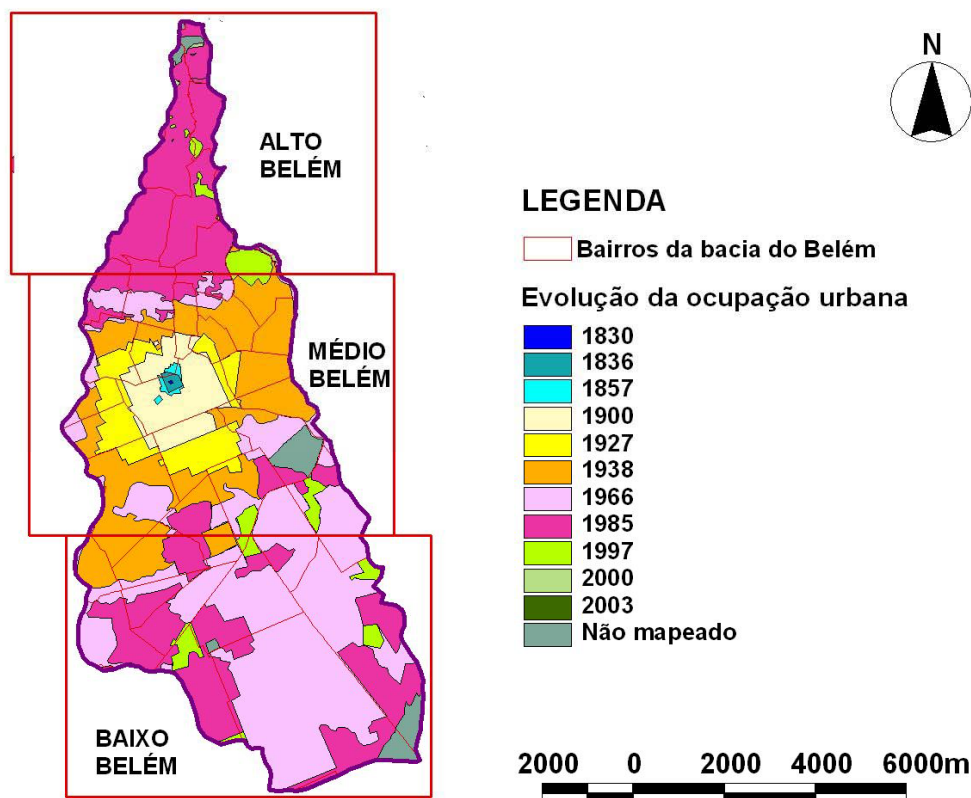 N
ALTO
BELÉM
LEGENDA
Bairros da bacia do Belém
Evolução da ocupação urbana
1830
MÉDIO
BELÉM
1836
1857
1900
1927
1938
1966
1985
1997
2000
2003
Não mapeado
BAIXO
BELÉM
2000 0 2000 4000 6000m